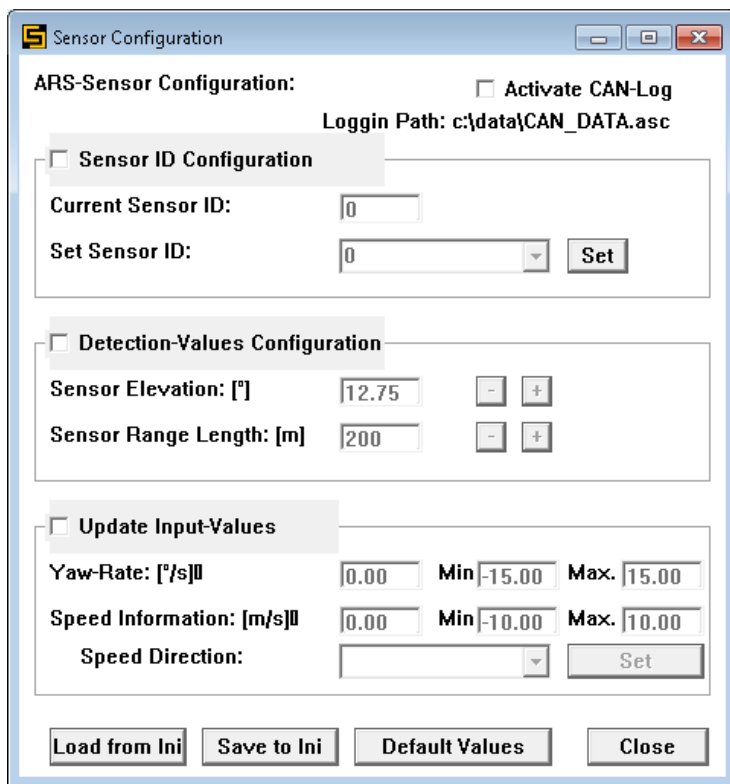 Sensor Configuration
ARS-Sensor Configuration:
Activate CAN-Log
Loggin Path: c:\data\CAN_DATA.asc
Sensor ID Configuration
Current Sensor ID: 0
Set Sensor ID: 0 Set
Detection-Values Configuration
Sensor Elevation: [°] 12.75 - +
Sensor Range Length: [m] 200 - +
Update Input-Values
Yaw-Rate: [°/s]▯ 0.00 Min -15.00 Max. 15.00
Speed Information: [m/s]▯ 0.00 Min -10.00 Max. 10.00
Speed Direction: Set
Load from Ini Save to Ini Default Values Close